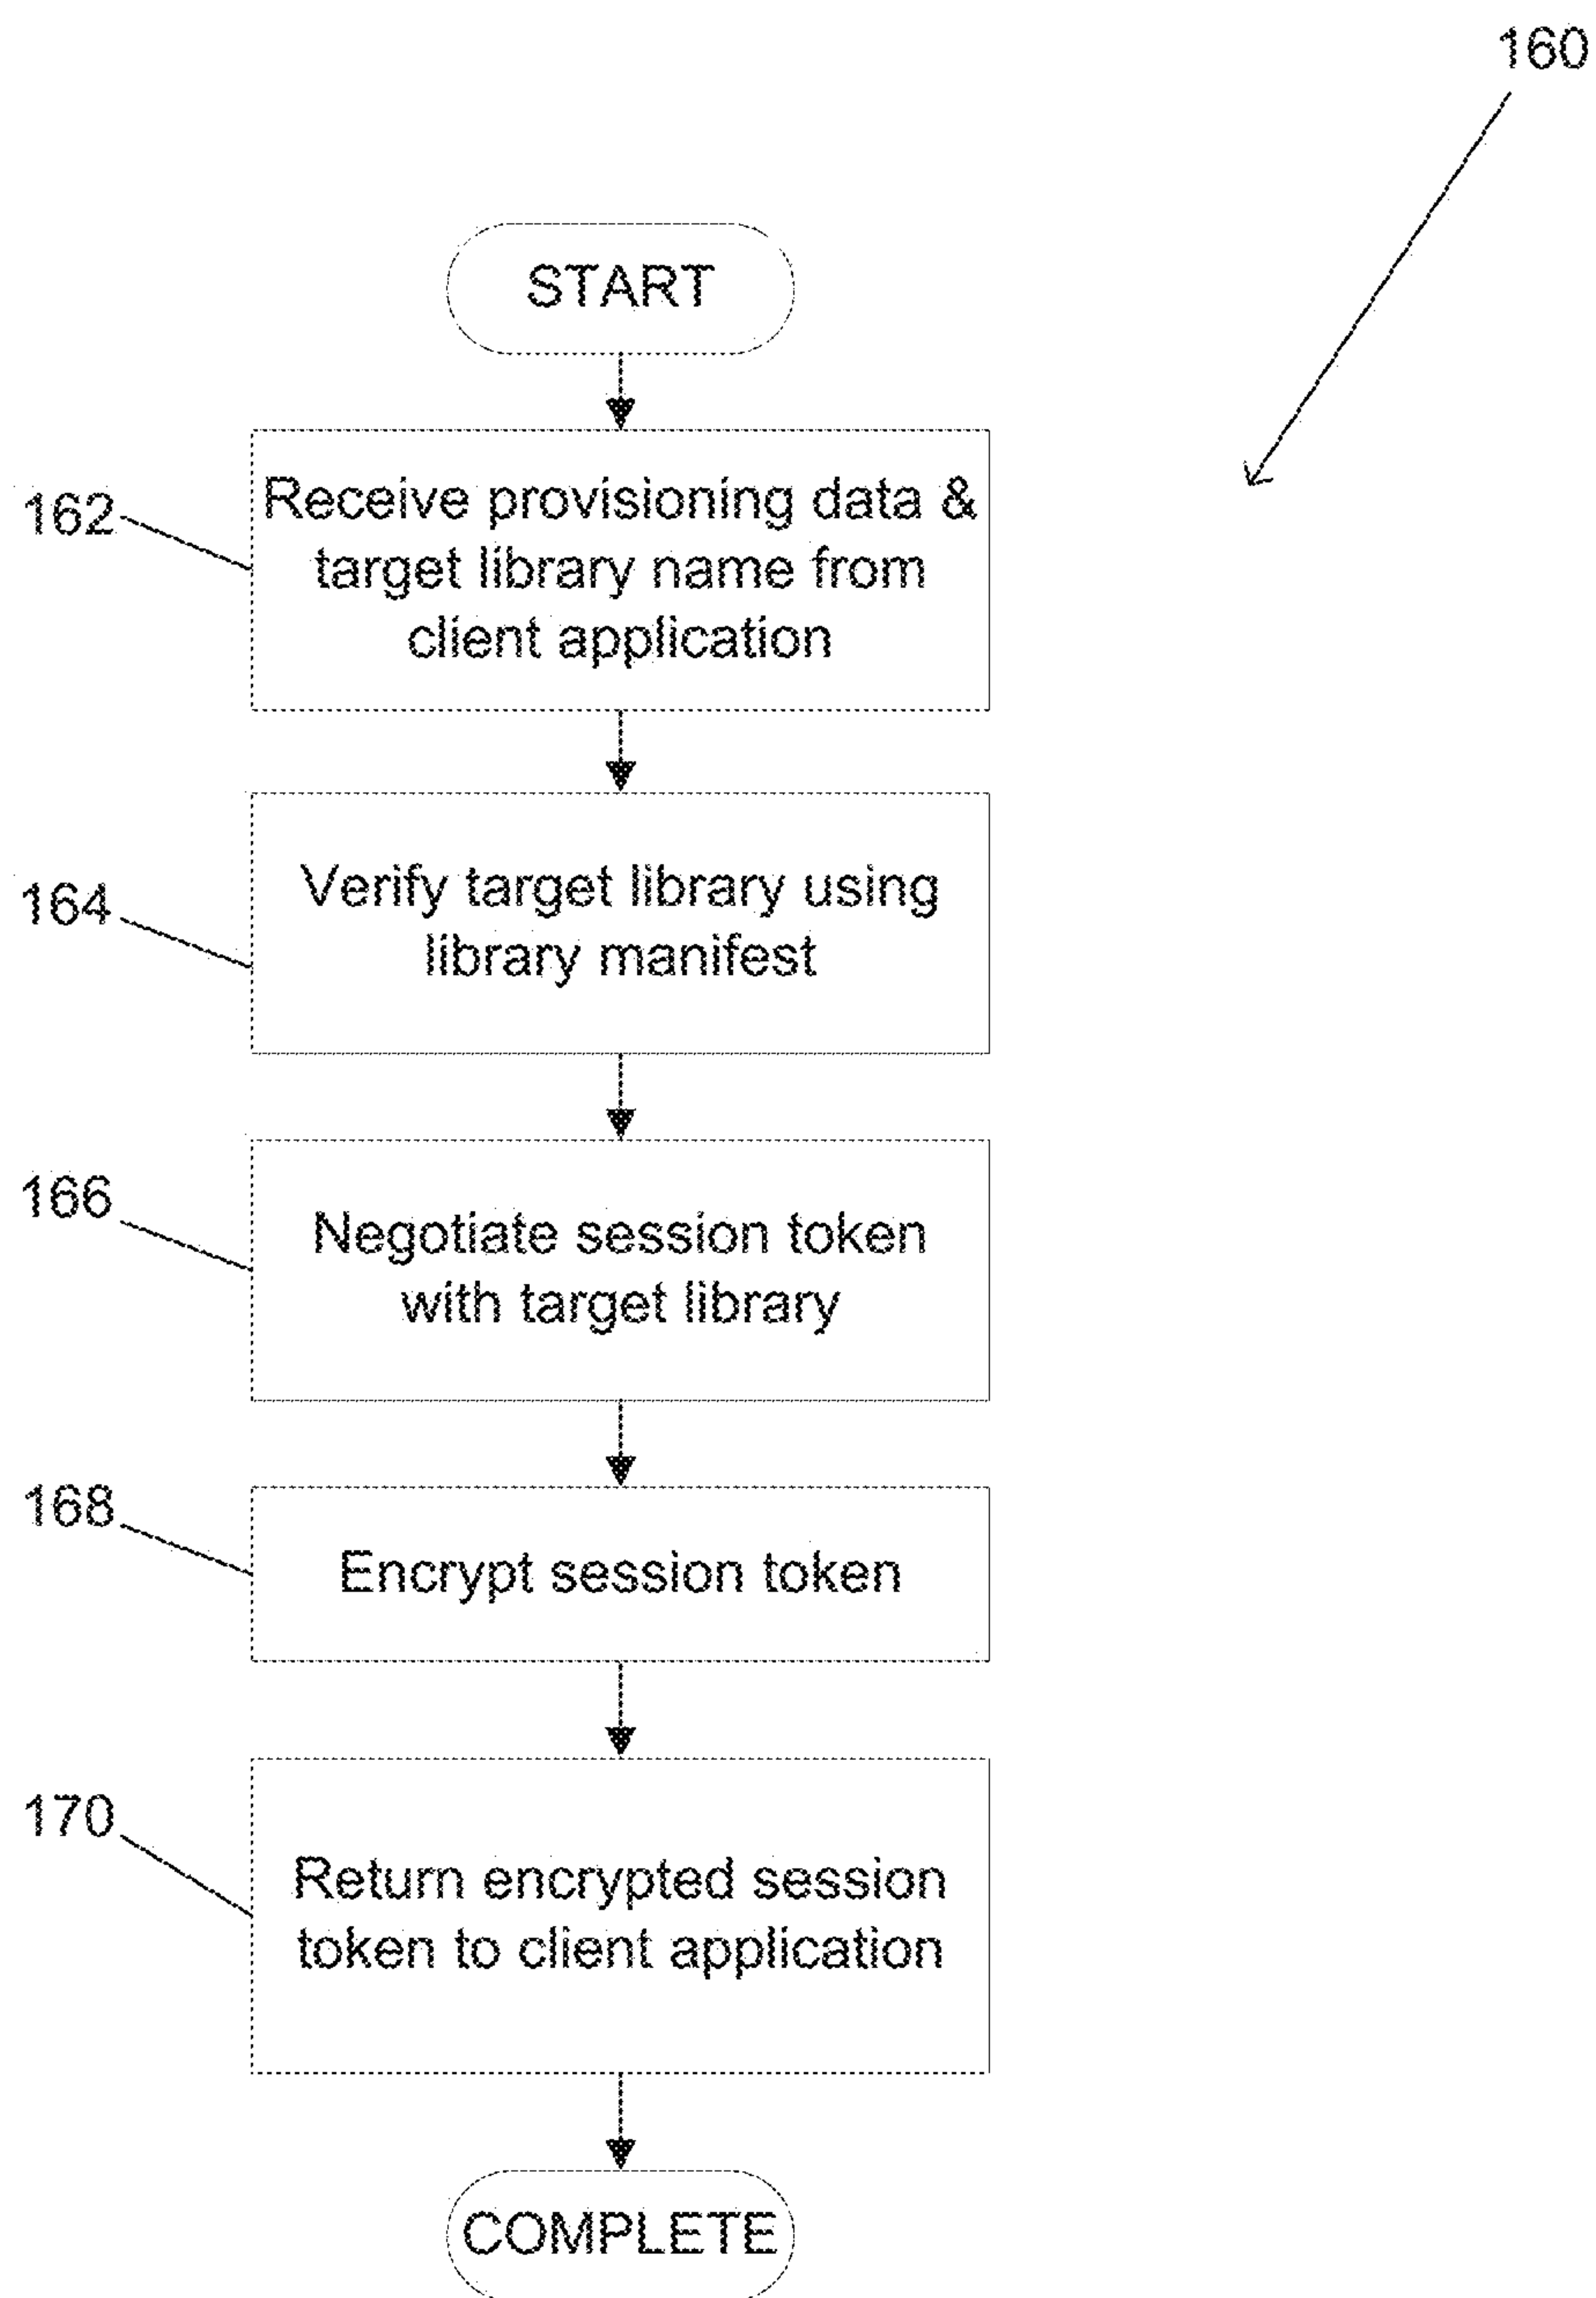 160
START
162
Receive provisioning data &
target library name from
client application
164
Verify target library using
library manifest
166
Negotiate session token
with target library
168
Encrypt session token
170
Return encrypted session
token to client application
COMPLETE